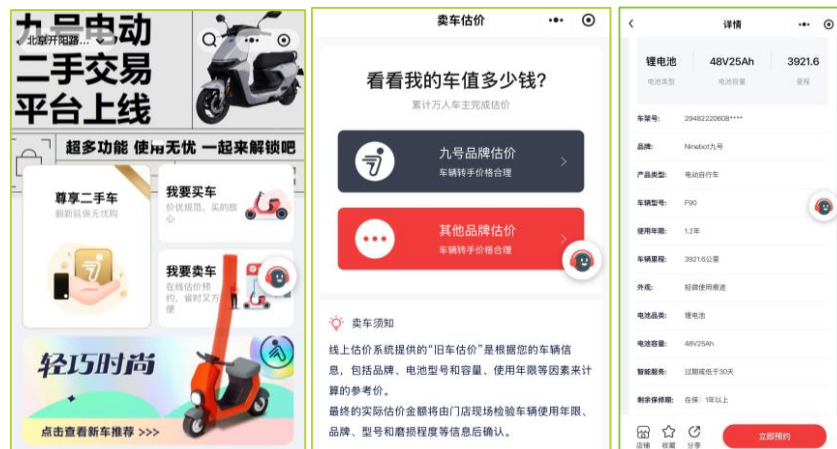 九号电动
北京开阳路...
二手交易
平台上线
超多功能 使用无忧 一起来解锁吧
尊享二手车
翻新延保无忧购
我要买车
价优规范，买的放
心
我要卖车
在线估价预
约，省时又方
便
轻巧时尚
点击查看新车推荐 >>>
卖车估价
看看我的车值多少钱?
累计万人车主完成估价
九号品牌估价
车辆转手价格合理
其他品牌估价
车辆转手价格合理
卖车须知
线上估价系统提供的“旧车估价”是根据您的车辆信
息，包括品牌、电池型号和容量、使用年限等因素来计
算的参考价。
最终的实际估价金额将由门店现场检验车辆使用年限、
品牌、型号和磨损程度等信息后确认。
详情
锂电池 48V25Ah 3921.6
电池类型 电池容量 里程
车架号: 29482220608****
品牌: Ninebot九号
产品类型: 电动自行车
车辆型号: F90
使用年限: 1.2年
车辆里程: 3921.6公里
外观: 轻微使用痕迹
电池品类: 锂电池
电池容量: 48V25Ah
智能服务: 过期或低于30天
剩余保修期: 在保: 1年以上
店铺 收藏 分享 立即预约